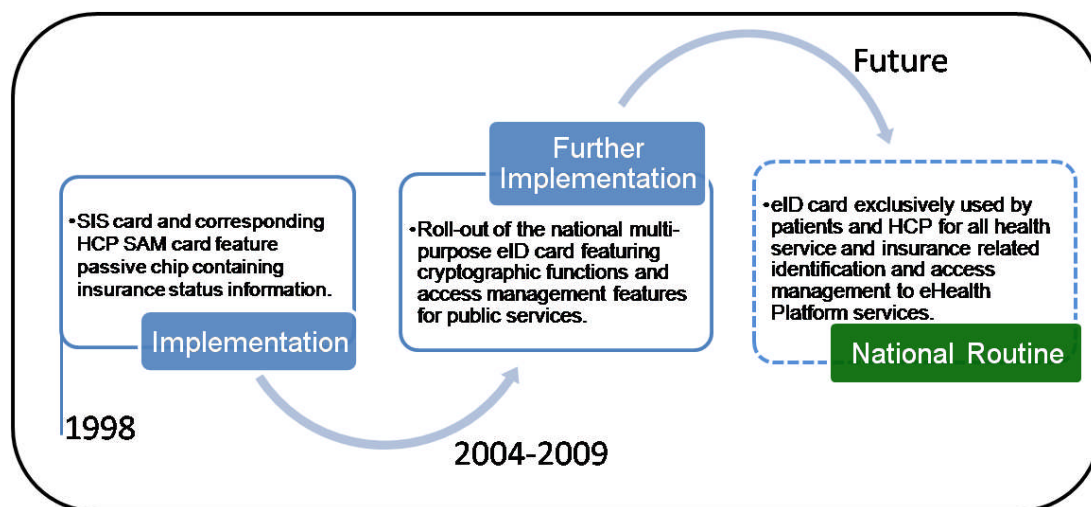 •SIS card and corresponding
HCP SAM card feature
passive chip containing
insurance status information.
Implementation
1998
2004-2009
Further
Implementation
•Roll-out of the national multi-
purpose eID card featuring
cryptographic functions and
access management features
for public services.
Future
•eID card exclusively used by
patients and HCP for all health
service and insurance related
identification and access
management to eHealth
Platform services.
National Routine